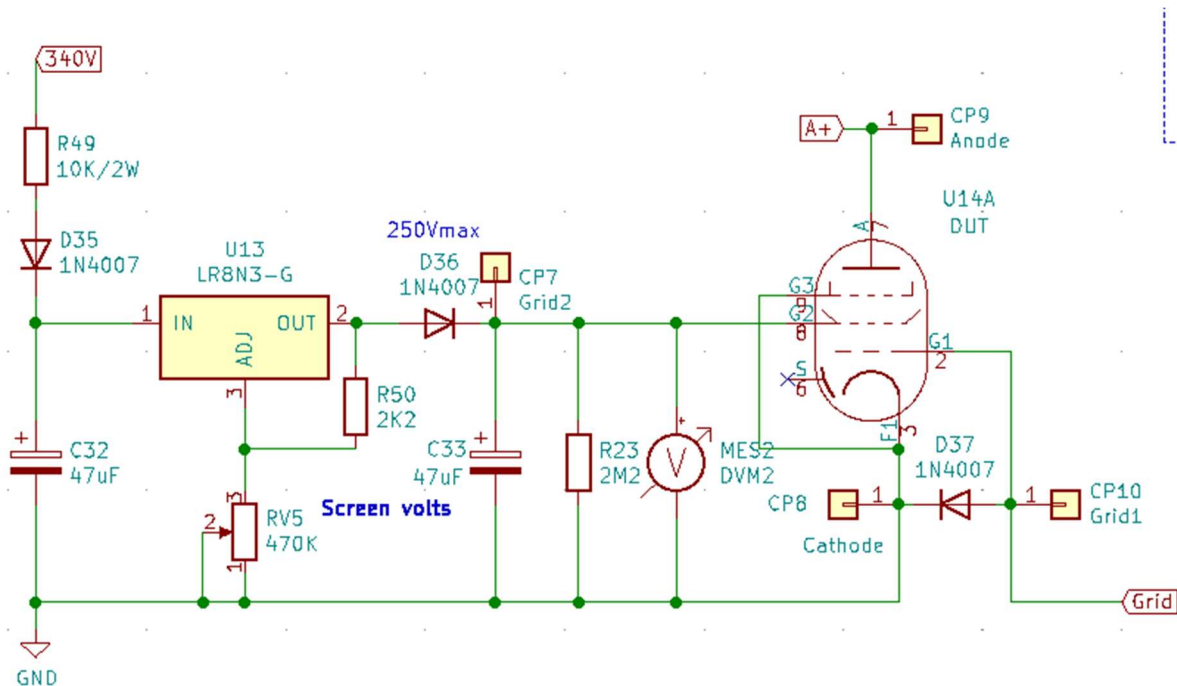 340V
R49
10K/2W
D35
1N4007
U13
LR8N3-G
1
IN
OUT
2
ADJ
3
R50
2K2
250Vmax
D36
1N4007
CP7
Grid2
1
C32
47uF
+
3
2
1
RV5
470K
Screen volts
C33
47uF
+
R23
2M2
V
+
MES2
DVM2
A+
1
CP9
Anode
U14A
DUT
A
7
G3
9
G2
8
G1
2
S
6
F1
3
D37
1N4007
CP8
1
Cathode
1
CP10
Grid1
Grid
GND